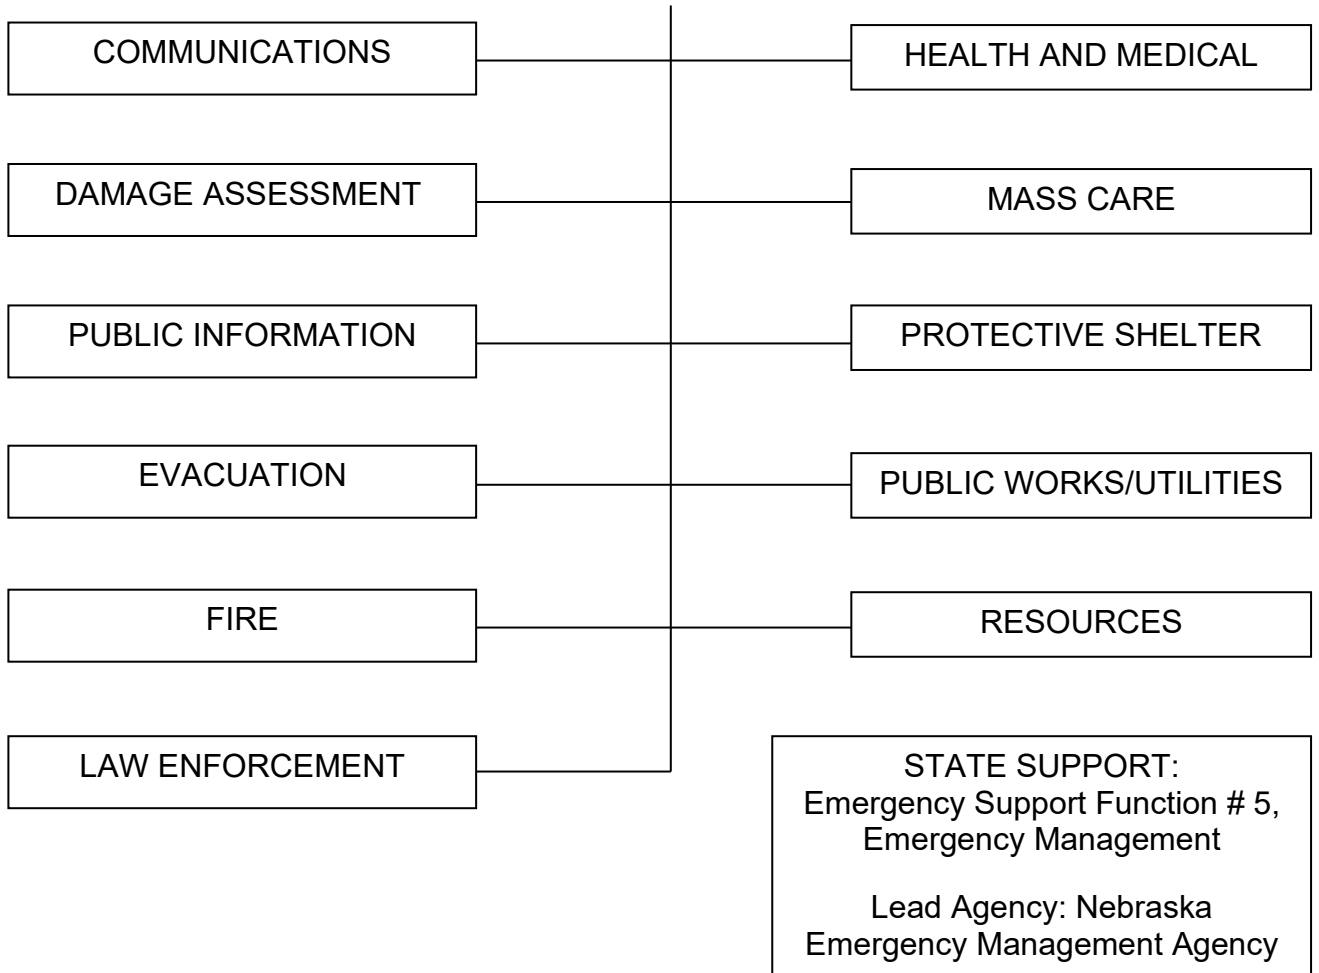 COMMUNICATIONS
HEALTH AND MEDICAL
DAMAGE ASSESSMENT
MASS CARE
PUBLIC INFORMATION
PROTECTIVE SHELTER
EVACUATION
PUBLIC WORKS/UTILITIES
FIRE
RESOURCES
LAW ENFORCEMENT
STATE SUPPORT:
Emergency Support Function # 5,
Emergency Management
Lead Agency: Nebraska
Emergency Management Agency